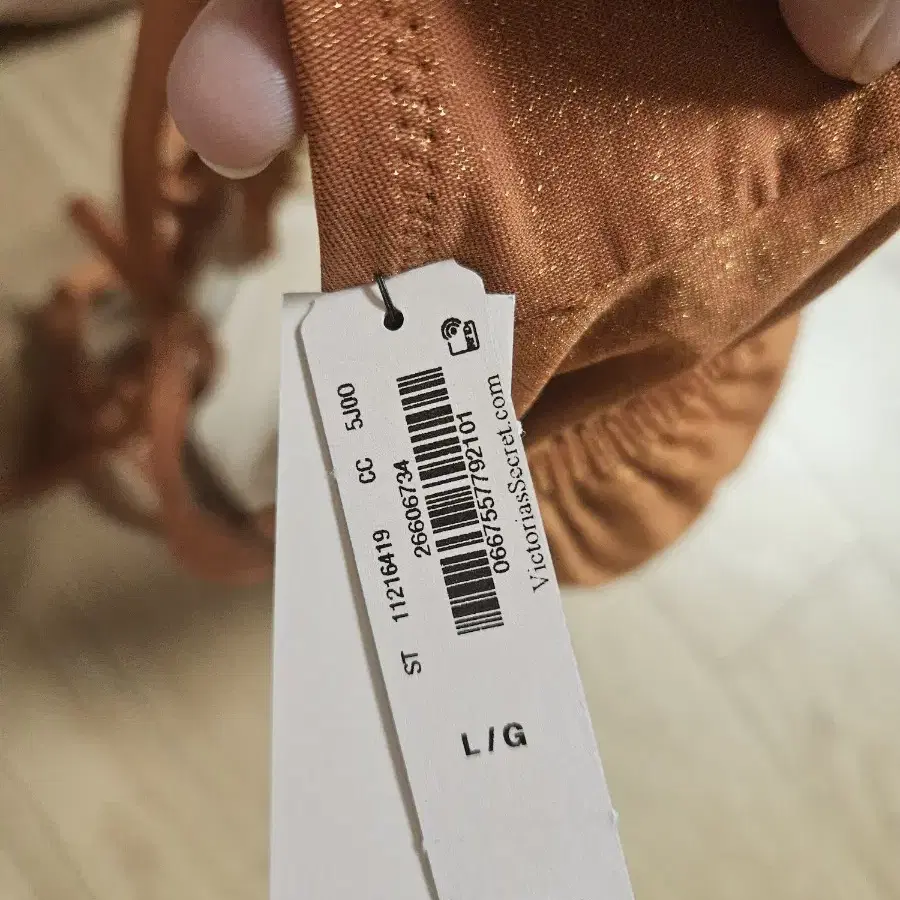 ST 11216419 CC 5J00
26606734
0667557792101
VictoriasSecret.com
L/G